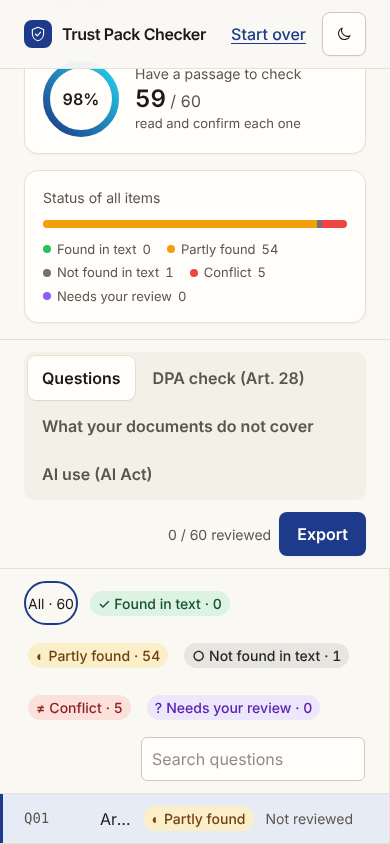 Trust Pack Checker Start over
98% Have a passage to check
59 / 60
read and confirm each one
Status of all items
Found in text 0 Partly found 54
Not found in text 1 Conflict 5
Needs your review 0
Questions DPA check (Art. 28)
What your documents do not cover
AI use (AI Act)
0 / 60 reviewed Export
All · 60 ✓ Found in text · 0
Partly found · 54 Not found in text · 1
≠ Conflict · 5 ? Needs your review · 0
Search questions
Q01 Ar... Partly found Not reviewed